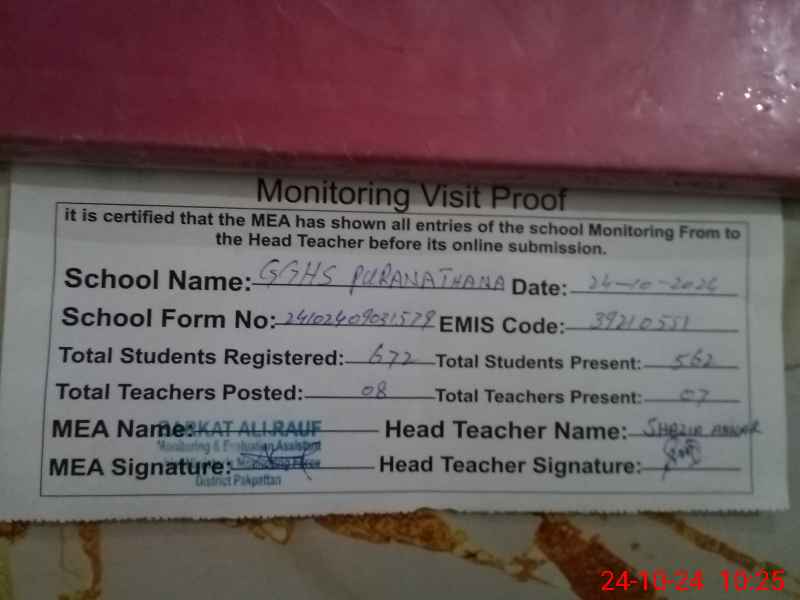 Monitoring Visit Proof
it is certified that the MEA has shown all entries of the school Monitoring From to
the Head Teacher before its online submission.
School Name: GGHS PURANATHANA Date: 24-10-2024
School Form No: 24102409031579 EMIS Code: 39210551
Total Students Registered: 672 Total Students Present: 562
Total Teachers Posted: 08 Total Teachers Present: 07
MEA Name: BARKAT ALI RAUF Head Teacher Name:
Monitoring & Evaluation Assistant
MEA Signature: Monitoring Force Head Teacher Signature:
District Pakpattan
24-10-24 10:25